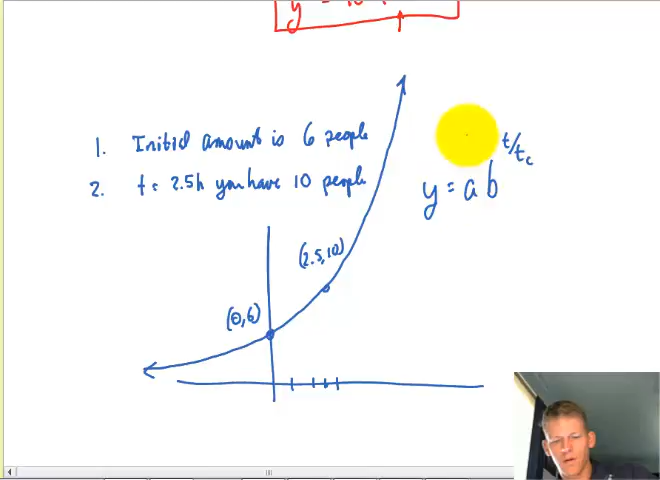 y =
1. Initial amount is 6 people
2. t = 2.5h you have 10 people
y = a b t/tc
(2.5, 10)
(0, 6)